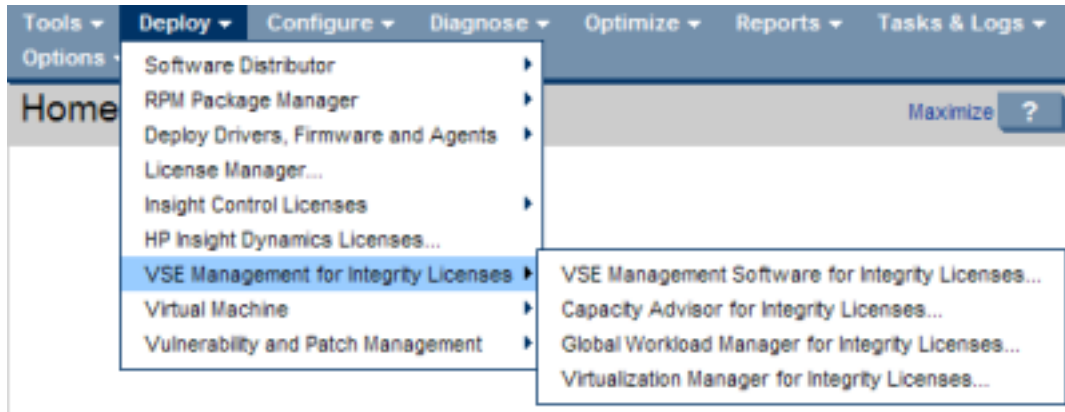 Tools Deploy Configure Diagnose Optimize Reports Tasks & Logs
Options
Home
Maximize ?
Software Distributor
RPM Package Manager
Deploy Drivers, Firmware and Agents
License Manager...
Insight Control Licenses
HP Insight Dynamics Licenses...
VSE Management for Integrity Licenses
Virtual Machine
Vulnerability and Patch Management
VSE Management Software for Integrity Licenses...
Capacity Advisor for Integrity Licenses...
Global Workload Manager for Integrity Licenses...
Virtualization Manager for Integrity Licenses...